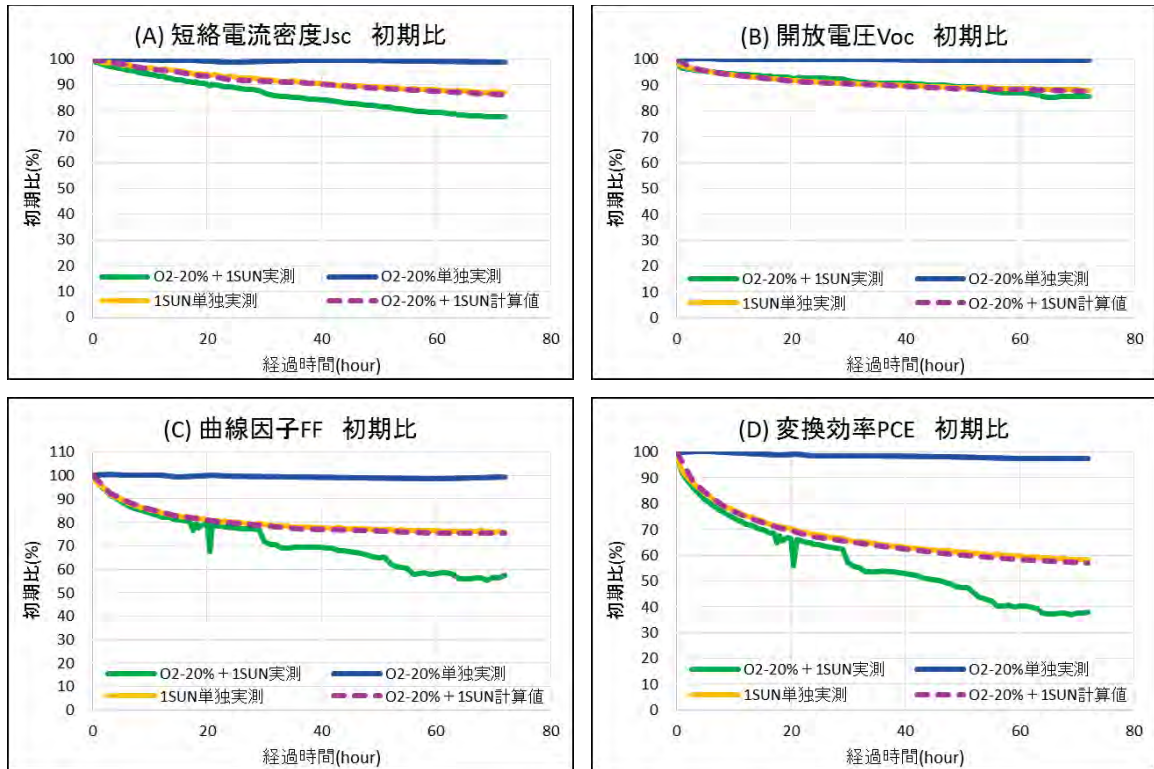 (A) 短絡電流密度Jsc 初期比
100
90
80
70
60
50
40
30
20
10
0
初期比(%)
O2-20%＋1SUN実測
O2-20%単独実測
1SUN単独実測
O2-20%＋1SUN計算値
0 20 40 60 80
経過時間(hour)
(B) 開放電圧Voc 初期比
100
90
80
70
60
50
40
30
20
10
0
初期比(%)
O2-20%＋1SUN実測
O2-20%単独実測
1SUN単独実測
O2-20%＋1SUN計算値
0 20 40 60 80
経過時間(hour)
(C) 曲線因子FF 初期比
110
100
90
80
70
60
50
40
30
20
10
0
初期比(%)
O2-20%＋1SUN実測
O2-20%単独実測
1SUN単独実測
O2-20%＋1SUN計算値
0 20 40 60 80
経過時間(hour)
(D) 変換効率PCE 初期比
100
90
80
70
60
50
40
30
20
10
0
初期比(%)
O2-20%＋1SUN実測
O2-20%単独実測
1SUN単独実測
O2-20%＋1SUN計算値
0 20 40 60 80
経過時間(hour)